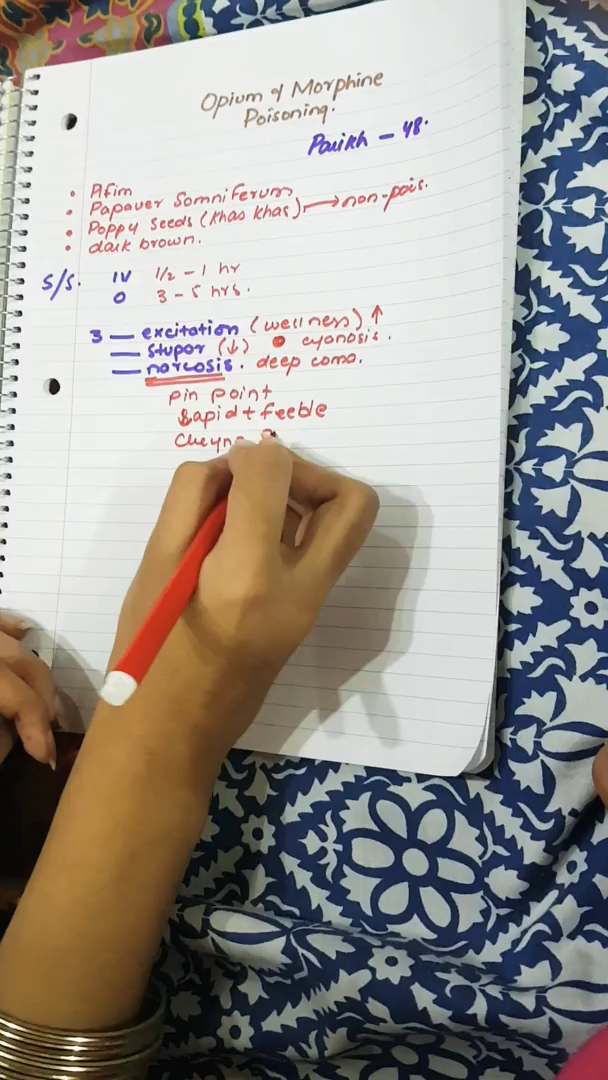 Opium & Morphine
Poisoning.
Parikh - 48.
• Afim
• Papaver Somniferum
• Poppy Seeds (Khas Khas) → non-pois.
• dark brown.
S/S. IV 1/2 - 1 hr
O 3 - 5 hrs.
3 — excitation (wellness) ↑
— stupor (↓) • cyanosis.
— narcosis. deep coma.
Pin point
Rapid + feeble
Cheyne